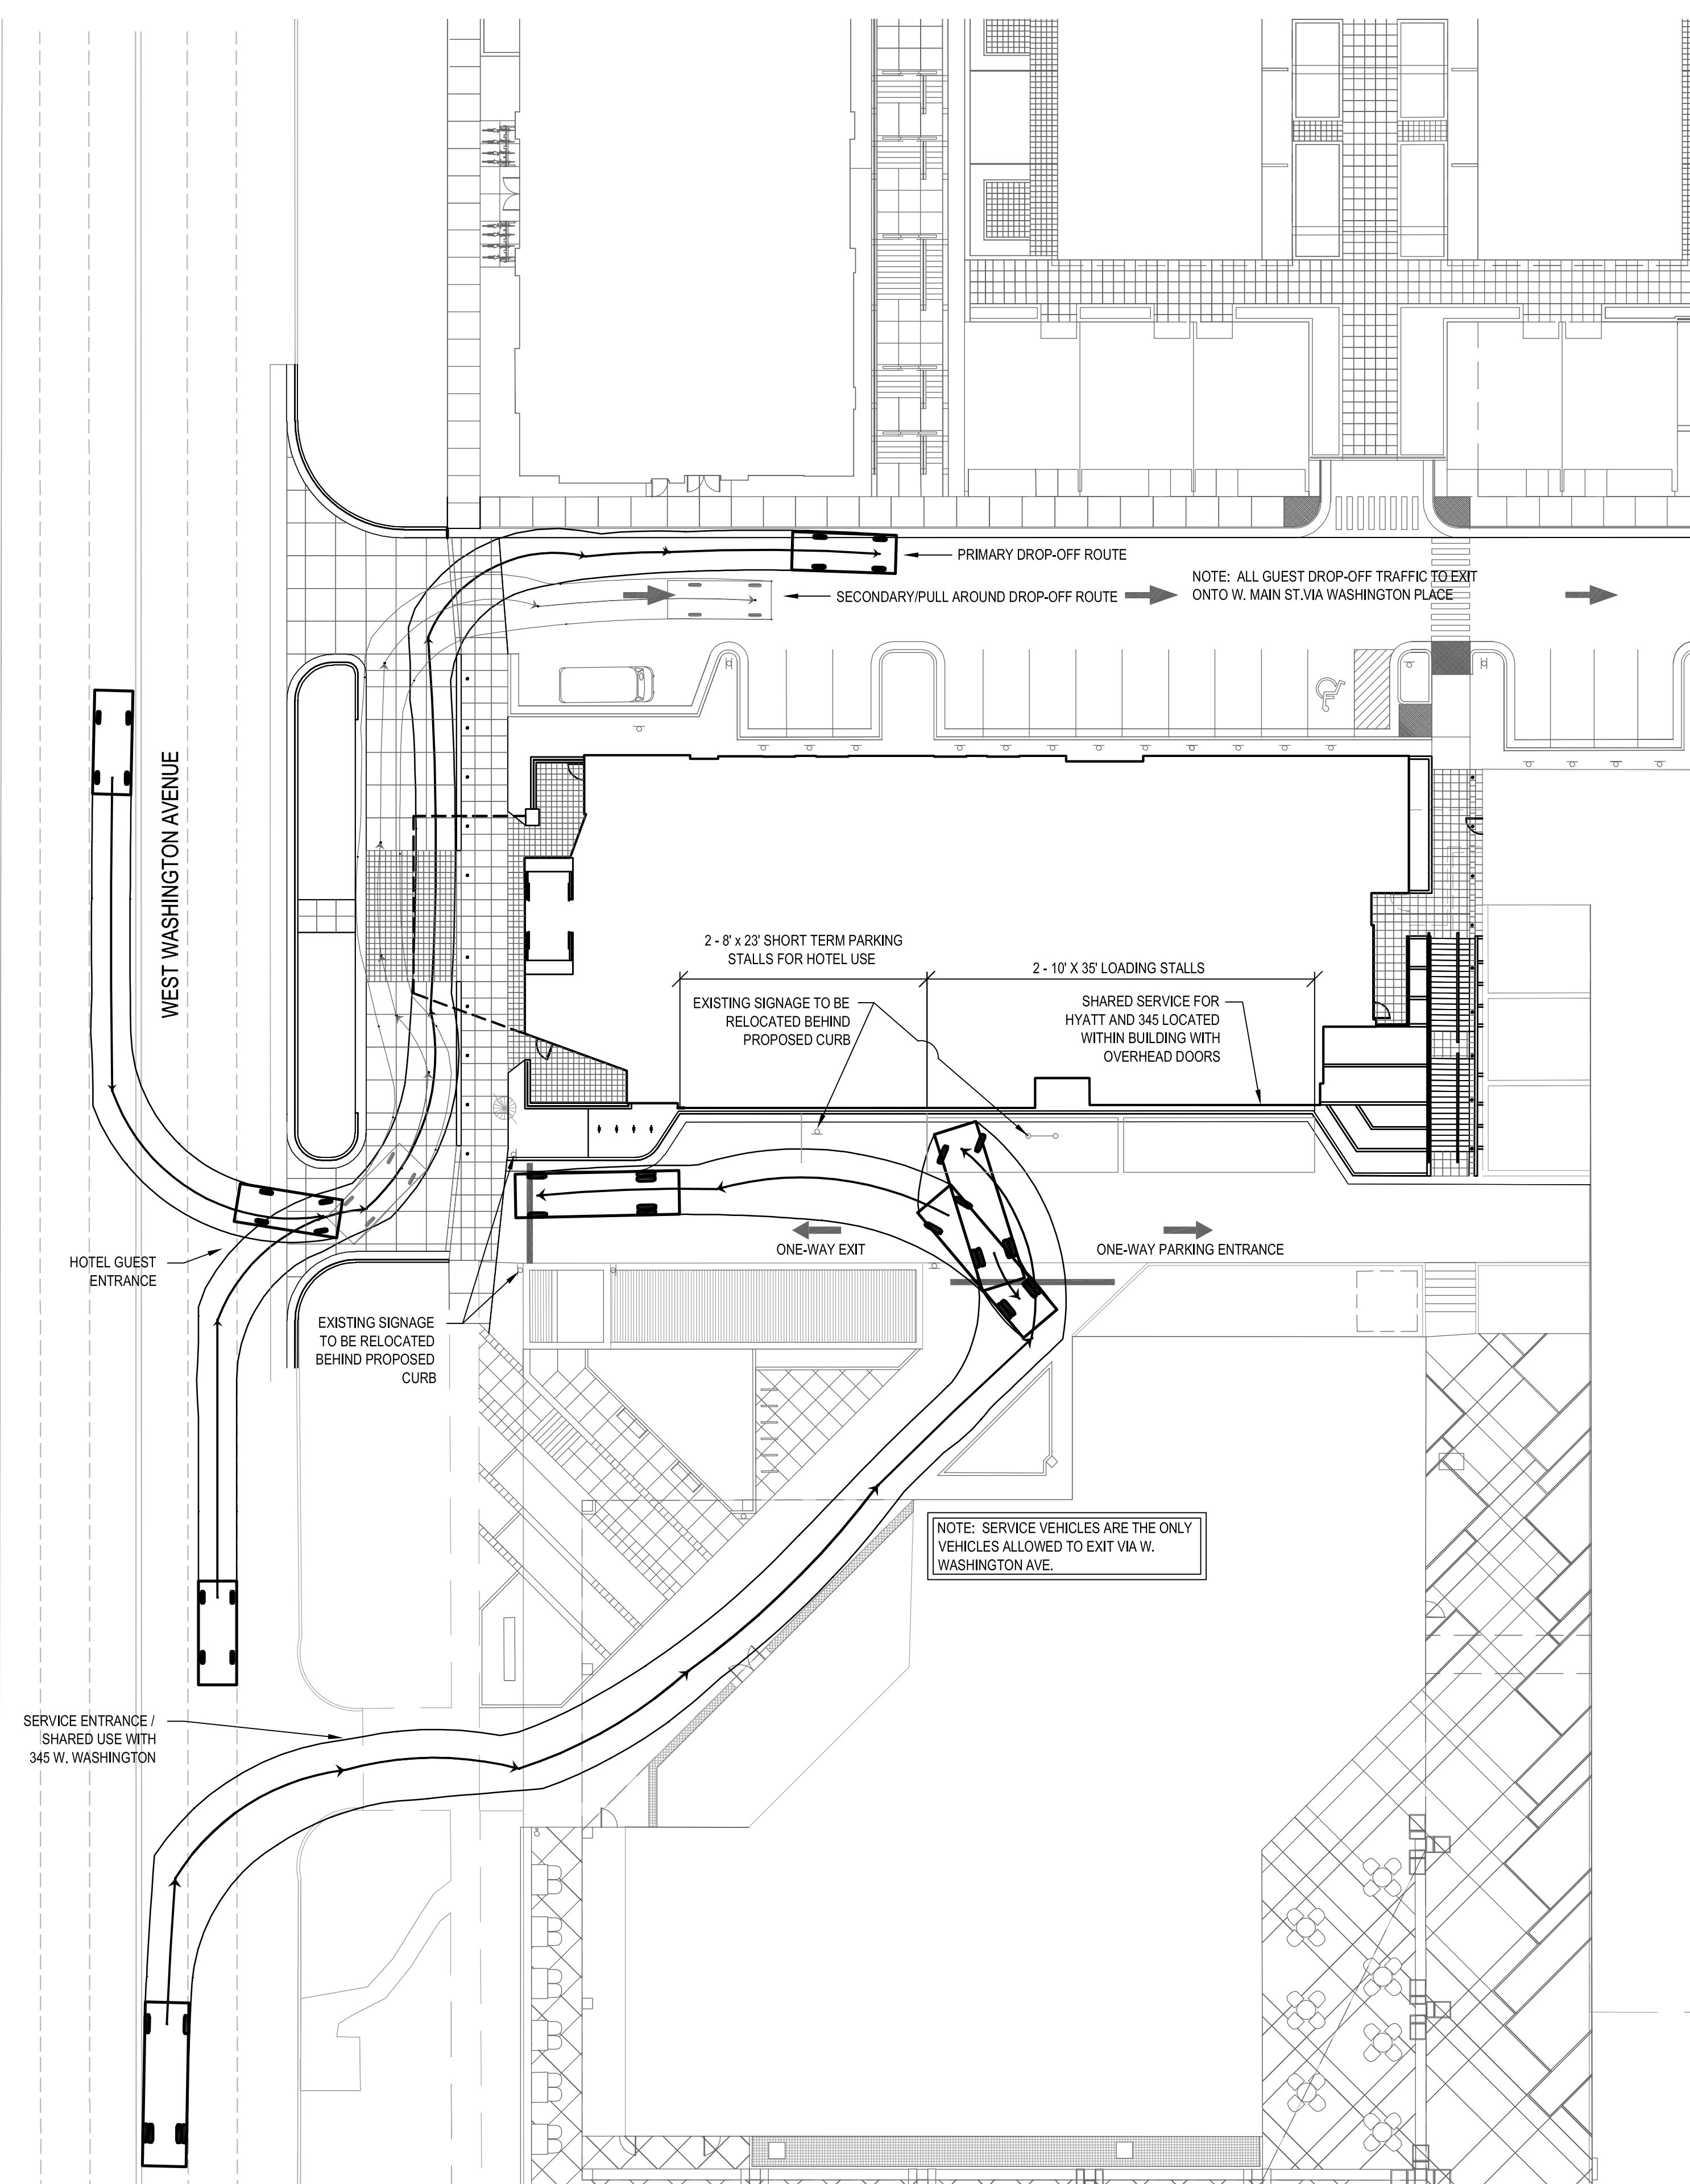 PRIMARY DROP-OFF ROUTE
NOTE:  ALL GUEST DROP-OFF TRAFFIC TO EXIT
ONTO W. MAIN ST.VIA WASHINGTON PLACE
SECONDARY/PULL AROUND DROP-OFF ROUTE
WEST WASHINGTON AVENUE
2 - 8' x 23' SHORT TERM PARKING
STALLS FOR HOTEL USE
2 - 10' X 35' LOADING STALLS
EXISTING SIGNAGE TO BE
RELOCATED BEHIND
PROPOSED CURB
SHARED SERVICE FOR
HYATT AND 345 LOCATED
WITHIN BUILDING WITH
OVERHEAD DOORS
ONE-WAY EXIT
ONE-WAY PARKING ENTRANCE
HOTEL GUEST
ENTRANCE
EXISTING SIGNAGE
TO BE RELOCATED
BEHIND PROPOSED
CURB
NOTE:  SERVICE VEHICLES ARE THE ONLY
VEHICLES ALLOWED TO EXIT VIA W.
WASHINGTON AVE.
SERVICE ENTRANCE /
SHARED USE WITH
345 W. WASHINGTON